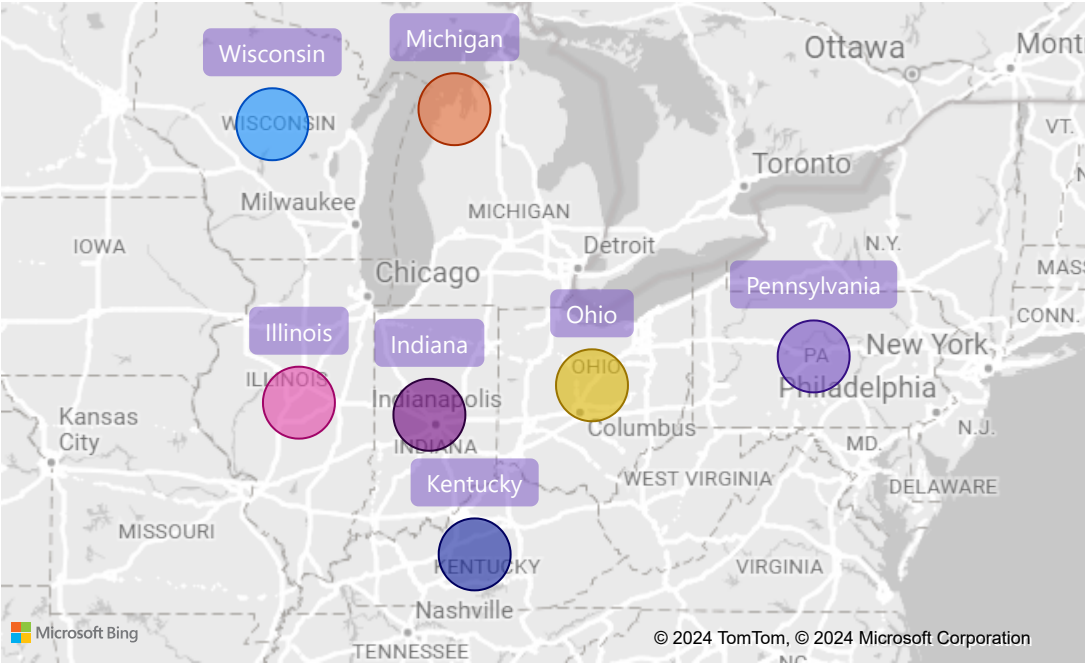 Michigan
Wisconsin
Ottawa
Mont
WISCONSIN
VT.
Toronto
Milwaukee
MICHIGAN
IOWA
Detroit
N.Y.
Chicago
MASS
Pennsylvania
CONN.
Ohio
Illinois
Indiana
New York
PA
OHIO
ILLINOIS
Philadelphia
Indianapolis
Kansas
City
Columbus
N.J.
INDIANA
MD.
Kentucky
WEST VIRGINIA
DELAWARE
MISSOURI
KENTUCKY
VIRGINIA
Nashville
Microsoft Bing
© 2024 TomTom, © 2024 Microsoft Corporation
TENNESSEE